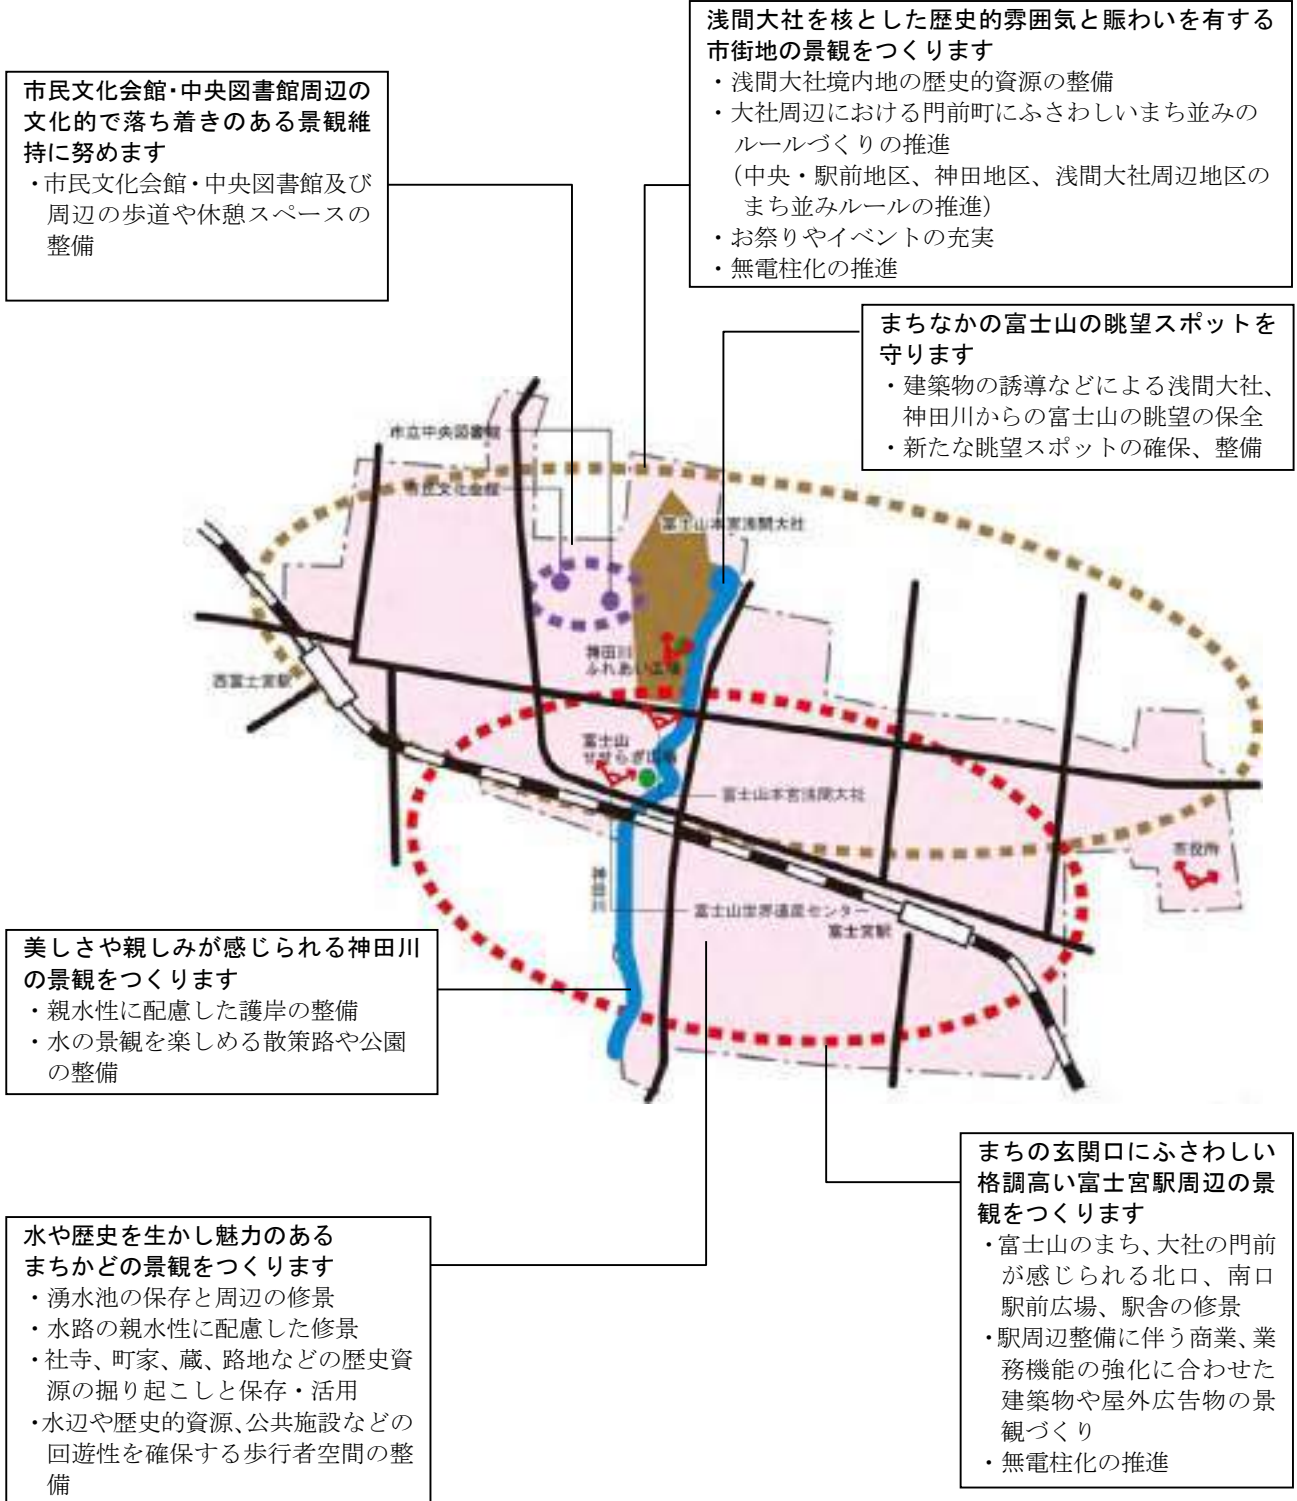 浅間大社を核とした歴史的雰囲気と賑わいを有する
市街地の景観をつくります
・浅間大社境内地の歴史的資源の整備
・大社周辺における門前町にふさわしいまち並みの
ルールづくりの推進
（中央・駅前地区、神田地区、浅間大社周辺地区の
まち並みルールの推進）
・お祭りやイベントの充実
・無電柱化の推進
市民文化会館・中央図書館周辺の
文化的で落ち着きのある景観維
持に努めます
・市民文化会館・中央図書館及び
周辺の歩道や休憩スペースの
整備
まちなかの富士山の眺望スポットを
守ります
・建築物の誘導などによる浅間大社、
神田川からの富士山の眺望の保全
・新たな眺望スポットの確保、整備
市立中央図書館
市民文化会館
富士山本宮浅間大社
神田川
ふれあい広場
西富士宮駅
富士山
せせらぎ広場
富士山本宮浅間大社
市役所
神田川
富士山世界遺産センター
富士宮駅
美しさや親しみが感じられる神田川
の景観をつくります
・親水性に配慮した護岸の整備
・水の景観を楽しめる散策路や公園
の整備
まちの玄関口にふさわしい
格調高い富士宮駅周辺の景
観をつくります
・富士山のまち、大社の門前
が感じられる北口、南口
駅前広場、駅舎の修景
・駅周辺整備に伴う商業、業
務機能の強化に合わせた
建築物や屋外広告物の景
観づくり
・無電柱化の推進
水や歴史を生かし魅力のある
まちかどの景観をつくります
・湧水池の保存と周辺の修景
・水路の親水性に配慮した修景
・社寺、町家、蔵、路地などの歴史資
源の掘り起こしと保存・活用
・水辺や歴史的資源、公共施設などの
回遊性を確保する歩行者空間の整
備